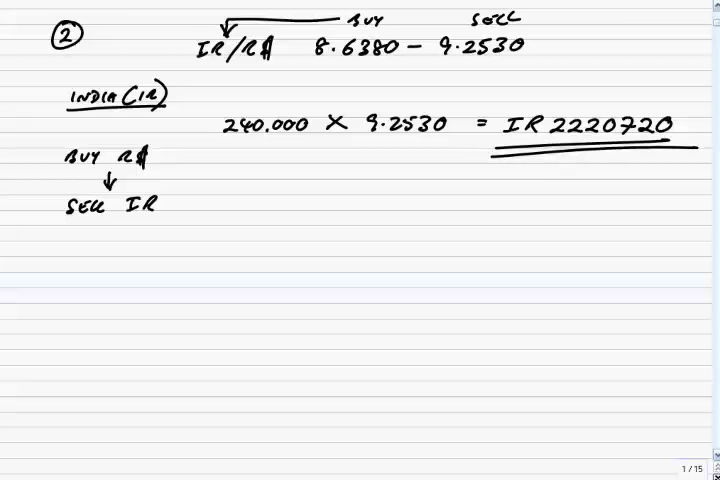 BUY SELL
② IR/R$ 8.6380 - 9.2530
INDIA (IR)
240.000 × 9.2530 = IR 2220720
BUY R$
↓
SELL IR
1 / 15